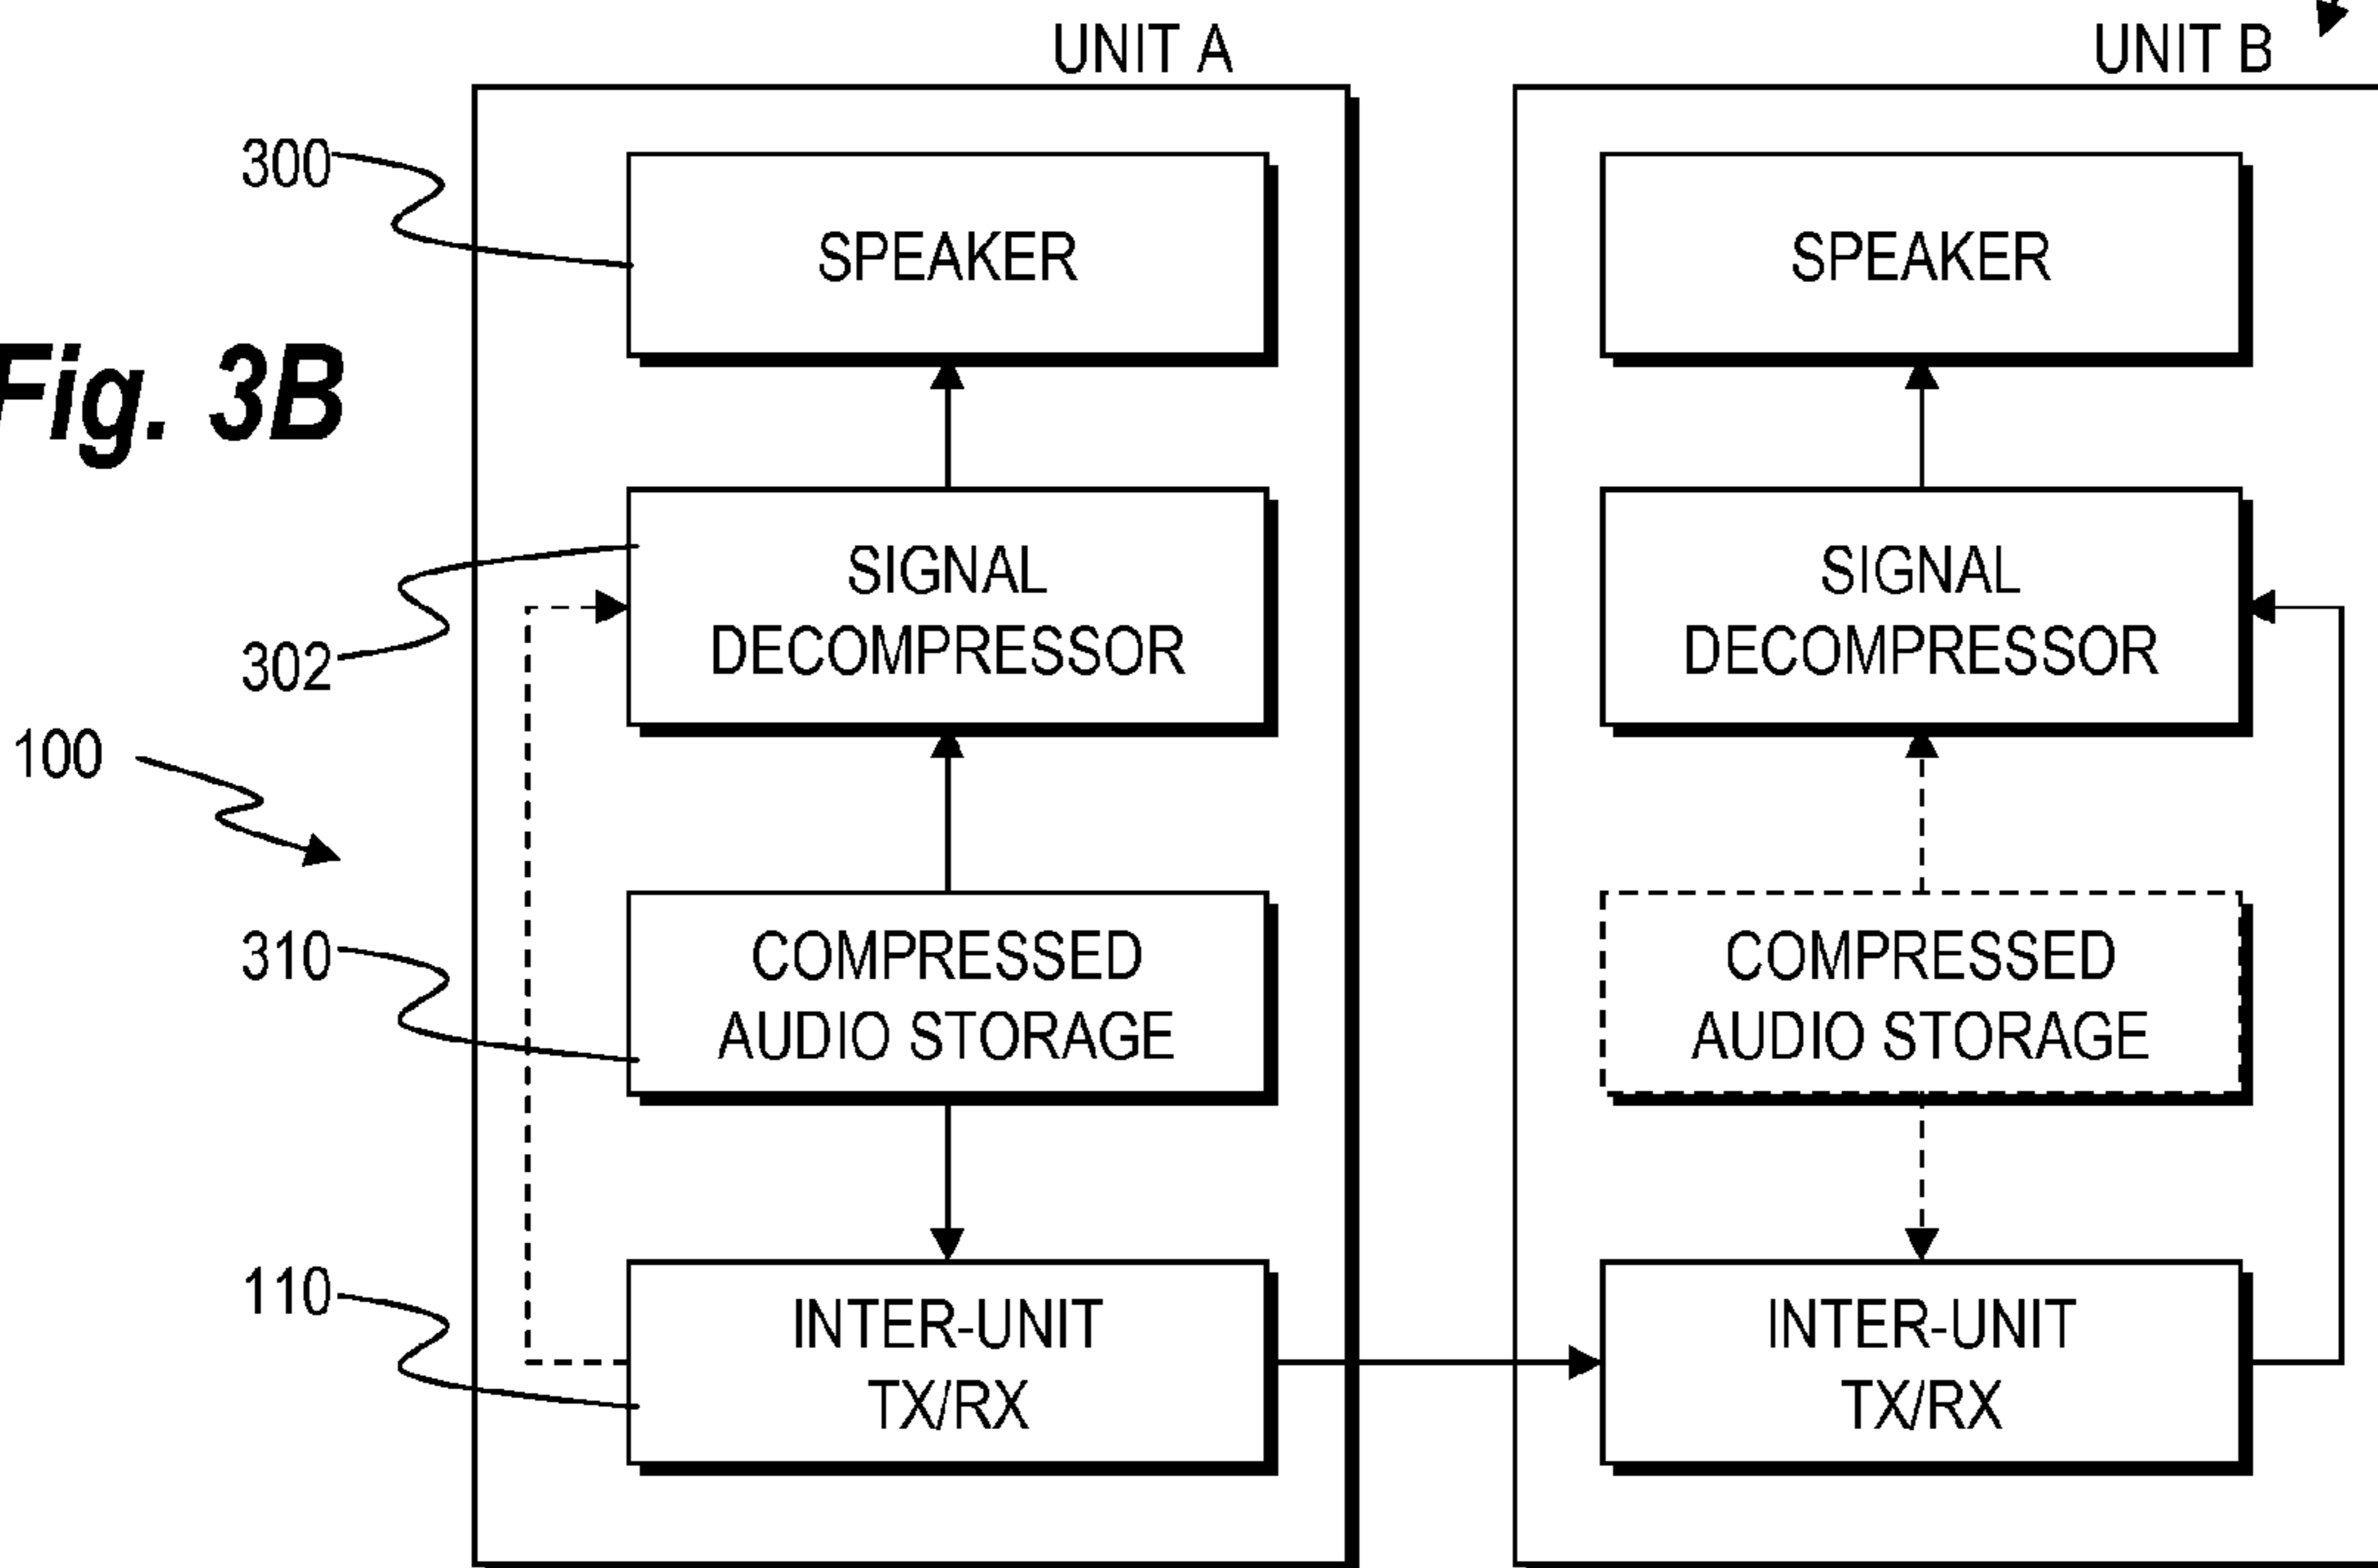 UNIT A
UNIT B
300
SPEAKER
SPEAKER
Fig. 3B
SIGNAL
DECOMPRESSOR
SIGNAL
DECOMPRESSOR
302
100
310
COMPRESSED
AUDIO STORAGE
COMPRESSED
AUDIO STORAGE
110
INTER-UNIT
TX/RX
INTER-UNIT
TX/RX